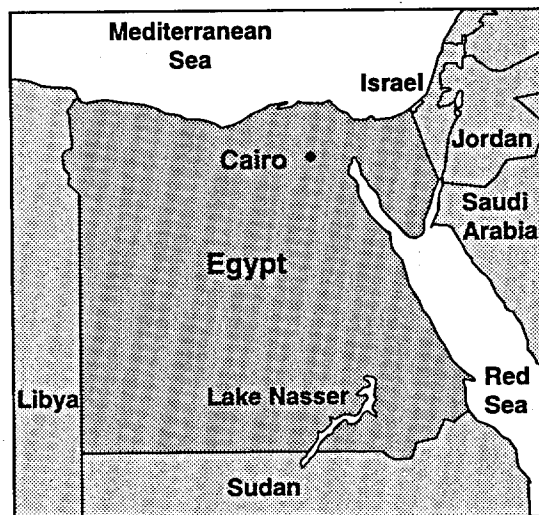 Mediterranean
Sea
Israel
Jordan
Cairo
Saudi
Arabia
Egypt
Libya
Lake Nasser
Red
Sea
Sudan